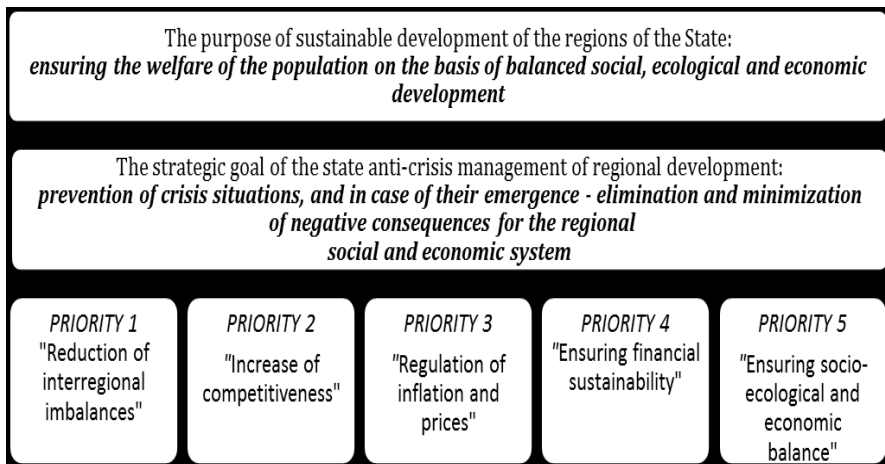 The purpose of sustainable development of the regions of the State:
ensuring the welfare of the population on the basis of balanced social, ecological and economic
development
The strategic goal of the state anti-crisis management of regional development:
prevention of crisis situations, and in case of their emergence - elimination and minimization
of negative consequences for the regional
social and economic system
PRIORITY 1
"Reduction of
interregional
imbalances"
PRIORITY 2
"Increase of
competitiveness"
PRIORITY 3
"Regulation of
inflation and
prices"
PRIORITY 4
"Ensuring financial
sustainability"
PRIORITY 5
"Ensuring socio-
ecological and
economic
balance"